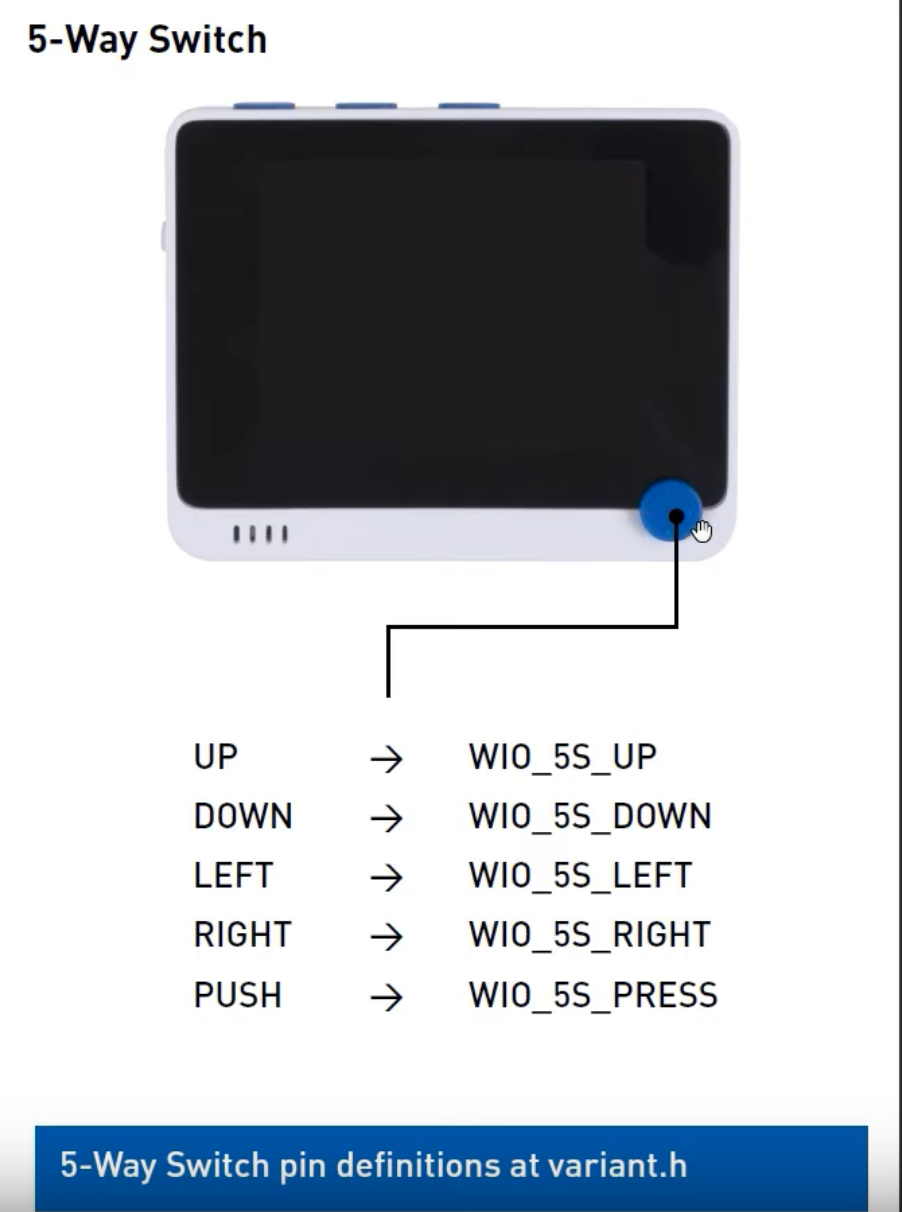 5-Way Switch
UP → WIO_5S_UP
DOWN → WIO_5S_DOWN
LEFT → WIO_5S_LEFT
RIGHT → WIO_5S_RIGHT
PUSH → WIO_5S_PRESS
5-Way Switch pin definitions at variant.h